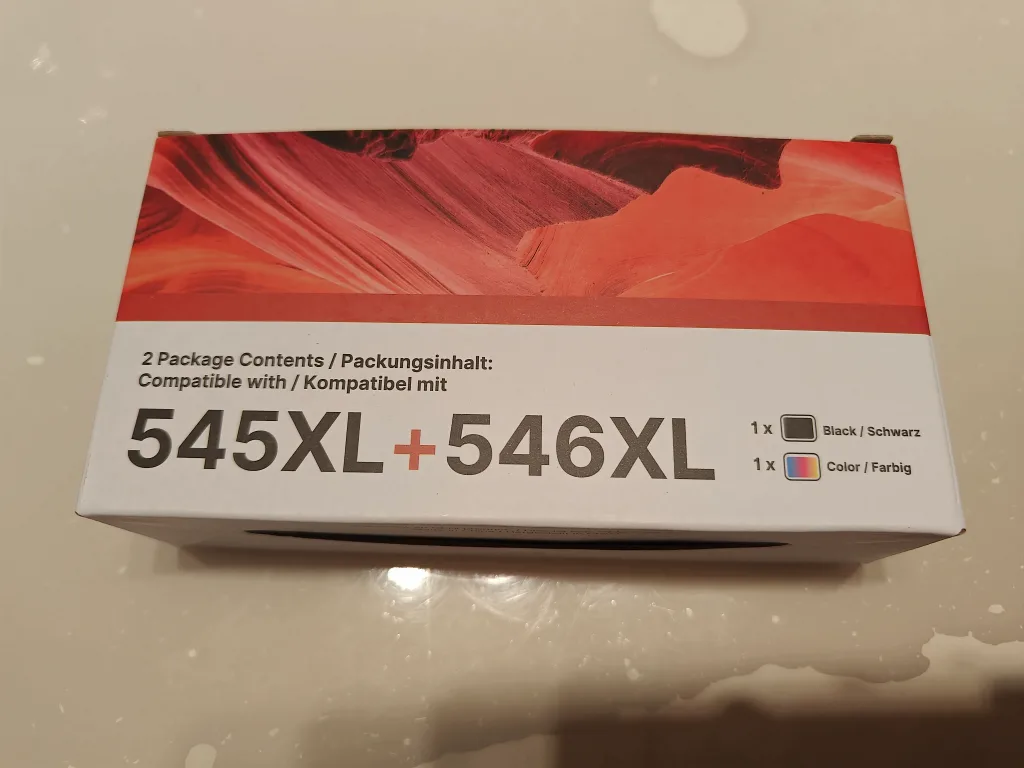 2 Package Contents / Packungsinhalt:
Compatible with / Kompatibel mit
545XL + 546XL
1 x Black / Schwarz
1 x Color / Farbig